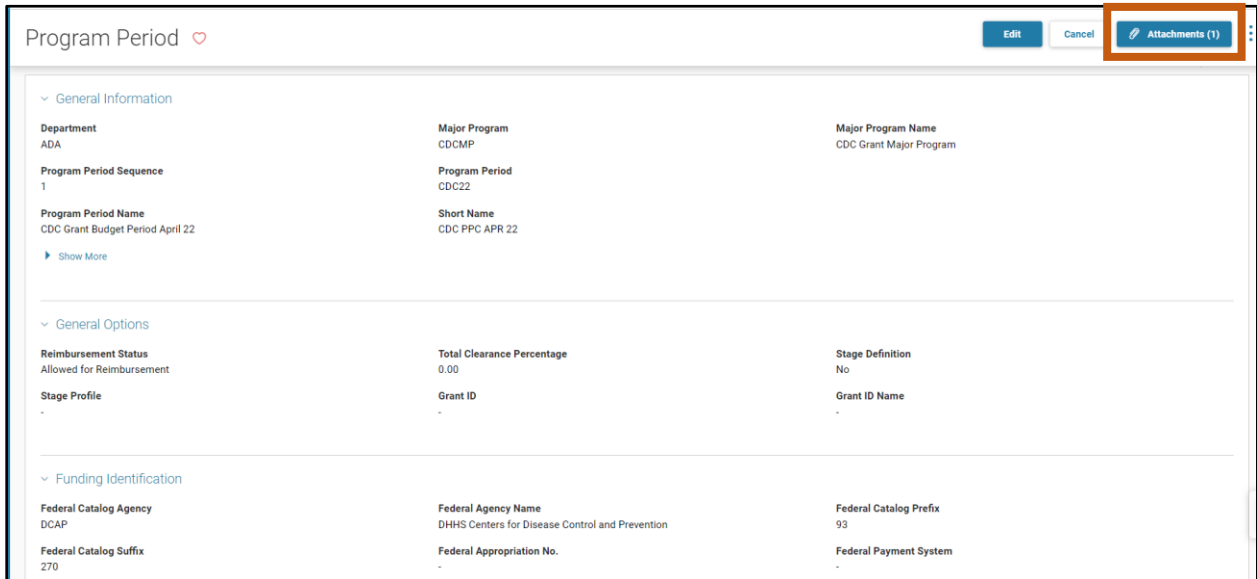 Program Period
Edit
Cancel
Attachments (1)
General Information
Department
Major Program
Major Program Name
ADA
CDCMP
CDC Grant Major Program
Program Period Sequence
Program Period
1
CDC22
Program Period Name
Short Name
CDC Grant Budget Period April 22
CDC PPC APR 22
Show More
General Options
Reimbursement Status
Total Clearance Percentage
Stage Definition
Allowed for Reimbursement
0.00
No
Stage Profile
Grant ID
Grant ID Name
-
-
-
Funding Identification
Federal Catalog Agency
Federal Agency Name
Federal Catalog Prefix
DCAP
DHHS Centers for Disease Control and Prevention
93
Federal Catalog Suffix
Federal Appropriation No.
Federal Payment System
270
-
-